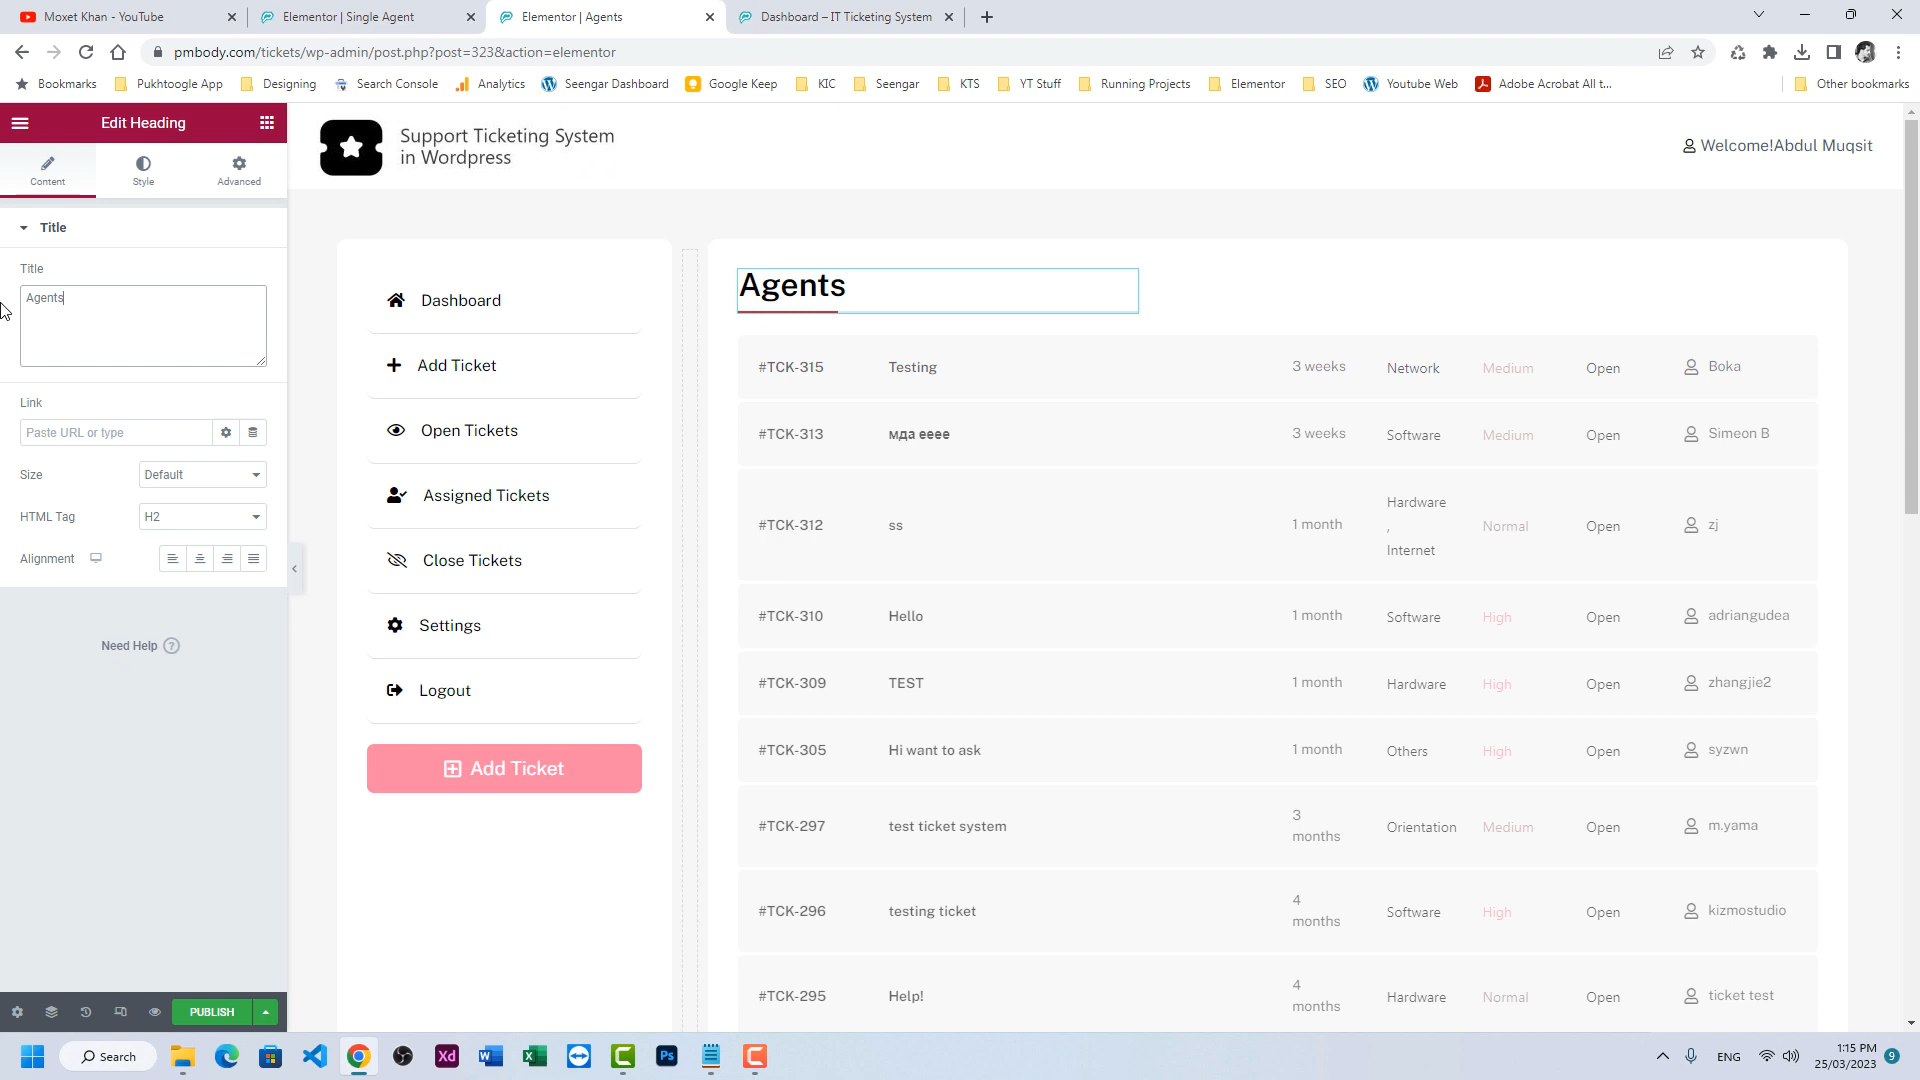 Moxet Khan - YouTube
Elementor | Single Agent
Elementor | Agents
Dashboard – IT Ticketing System
pmbody.com/tickets/wp-admin/post.php?post=323&action=elementor
Bookmarks
Pukhtoogle App
Designing
Search Console
Analytics
Seengar Dashboard
Google Keep
KIC
Seengar
KTS
YT Stuff
Running Projects
Elementor
SEO
Youtube Web
Adobe Acrobat All t...
Other bookmarks
Edit Heading
Content
Style
Advanced
Title
Title
Agents
Link
Paste URL or type
Size
Default
HTML Tag
H2
Alignment
Need Help ?
PUBLISH
Support Ticketing System
in Wordpress
Welcome!Abdul Muqsit
Dashboard
Add Ticket
Open Tickets
Assigned Tickets
Close Tickets
Settings
Logout
Add Ticket
Agents
#TCK-315 Testing 3 weeks Network Medium Open Boka
#TCK-313 мда ееее 3 weeks Software Medium Open Simeon B
#TCK-312 ss 1 month Hardware
,
Internet Normal Open zj
#TCK-310 Hello 1 month Software High Open adriangudea
#TCK-309 TEST 1 month Hardware High Open zhangjie2
#TCK-305 Hi want to ask 1 month Others High Open syzwn
#TCK-297 test ticket system 3
months Orientation Medium Open m.yama
#TCK-296 testing ticket 4
months Software High Open kizmostudio
#TCK-295 Help! 4
months Hardware Normal Open ticket test
Search
Xd
Ps
ENG
1:15 PM
25/03/2023
9